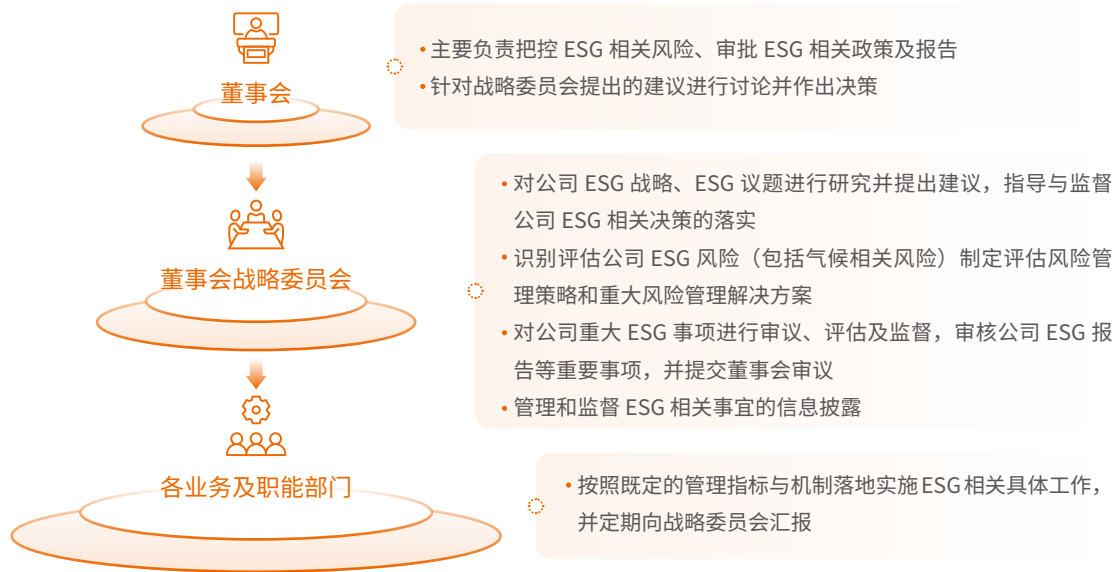 董事会
• 主要负责把控 ESG 相关风险、审批 ESG 相关政策及报告
• 针对战略委员会提出的建议进行讨论并作出决策
董事会战略委员会
• 对公司 ESG 战略、ESG 议题进行研究并提出建议，指导与监督
公司 ESG 相关决策的落实
• 识别评估公司 ESG 风险（包括气候相关风险）制定评估风险管
理策略和重大风险管理解决方案
• 对公司重大 ESG 事项进行审议、评估及监督，审核公司 ESG 报
告等重要事项，并提交董事会审议
• 管理和监督 ESG 相关事宜的信息披露
各业务及职能部门
• 按照既定的管理指标与机制落地实施 ESG 相关具体工作，
并定期向战略委员会汇报